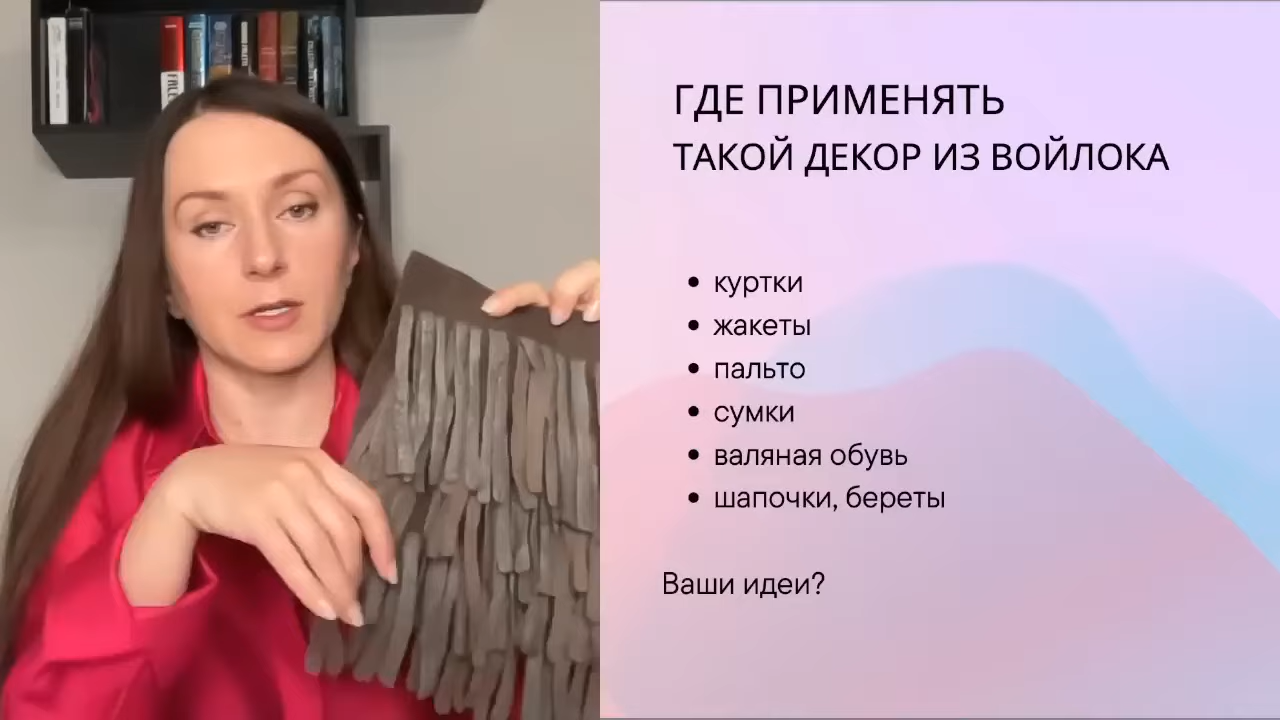 ГДЕ ПРИМЕНЯТЬ
ТАКОЙ ДЕКОР ИЗ ВОЙЛОКА
• куртки
• жакеты
• пальто
• сумки
• валяная обувь
• шапочки, береты
Ваши идеи?